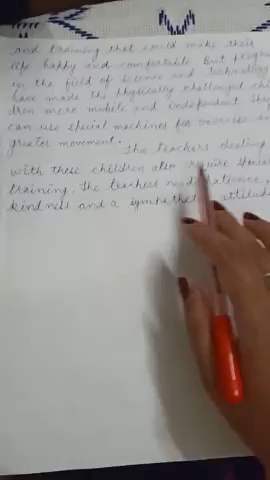 and training that could make their
life happy and comfortable But progress
in the field of Science and technology
have made the physically challenged chil
dren more mobile and independent They
can use special machines for exercise and
greater movement.
The teachers dealing
with these children also require special
training. The teachers need patience,
kindness and a sympathetic attitude